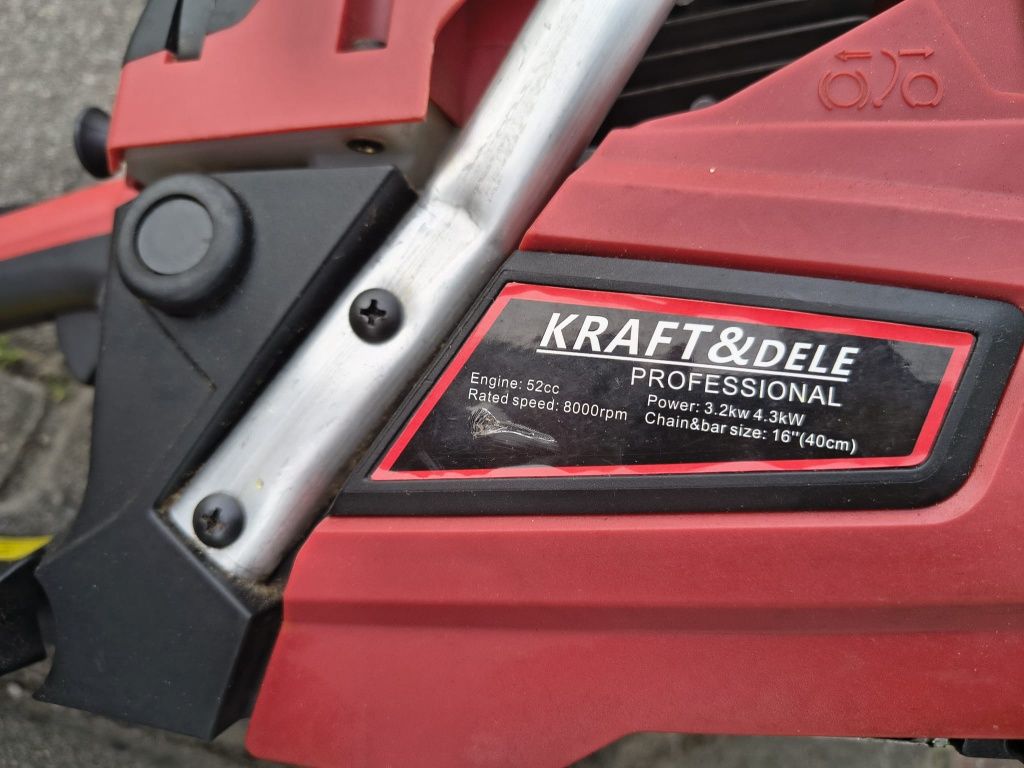 KRAFT&DELE
PROFESSIONAL
Engine: 52cc
Rated speed: 8000rpm
Power: 3.2kw 4.3kW
Chain&bar size: 16"(40cm)